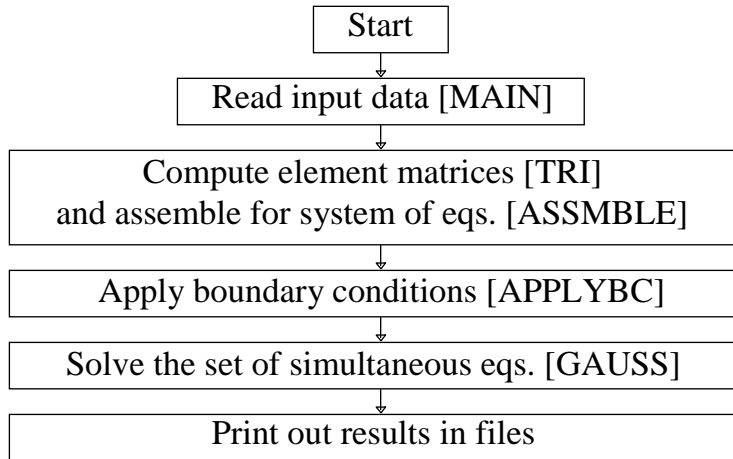 Start
Read input data [MAIN]
Compute element matrices [TRI]
and assemble for system of eqs. [ASSMBLE]
Apply boundary conditions [APPLYBC]
Solve the set of simultaneous eqs. [GAUSS]
Print out results in files